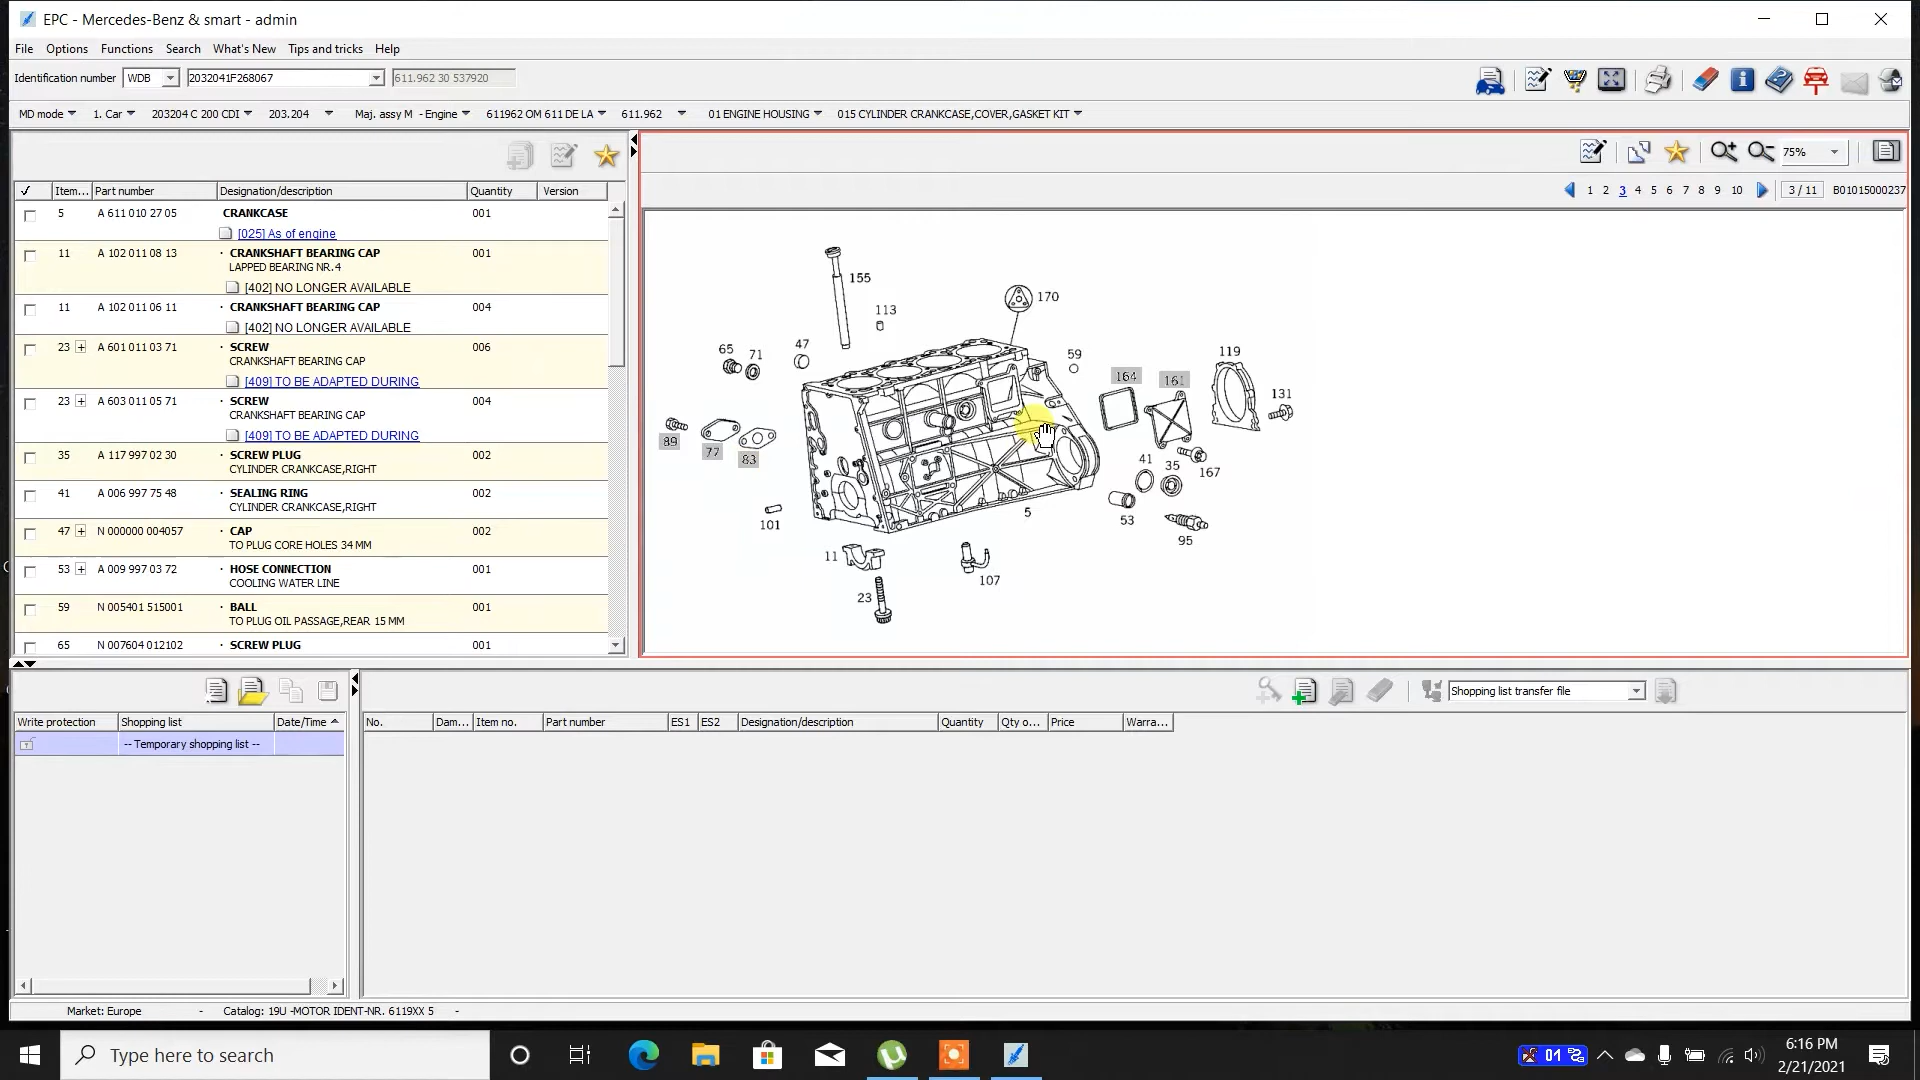 EPC - Mercedes-Benz & smart - admin
File Options Functions Search What's New Tips and tricks Help
Identification number WDB 2032041F268067 611.962 30 537920
MD mode 1. Car 203204 C 200 CDI 203.204 Maj. assy M - Engine 611962 OM 611 DE LA 611.962 01 ENGINE HOUSING 015 CYLINDER CRANKCASE,COVER,GASKET KIT
75%
1 2 3 4 5 6 7 8 9 10 3 / 11 B01015000237
Item... Part number Designation/description Quantity Version
5 A 611 010 27 05 CRANKCASE 001
[025] As of engine
11 A 102 011 08 13 · CRANKSHAFT BEARING CAP 001
LAPPED BEARING NR.4
[402] NO LONGER AVAILABLE
11 A 102 011 06 11 · CRANKSHAFT BEARING CAP 004
[402] NO LONGER AVAILABLE
23 + A 601 011 03 71 · SCREW 006
CRANKSHAFT BEARING CAP
[409] TO BE ADAPTED DURING
23 + A 603 011 05 71 · SCREW 004
CRANKSHAFT BEARING CAP
[409] TO BE ADAPTED DURING
35 A 117 997 02 30 · SCREW PLUG 002
CYLINDER CRANKCASE,RIGHT
41 A 006 997 75 48 · SEALING RING 002
CYLINDER CRANKCASE,RIGHT
47 + N 000000 004057 · CAP 002
TO PLUG CORE HOLES 34 MM
53 + A 009 997 03 72 · HOSE CONNECTION 001
COOLING WATER LINE
59 N 005401 515001 · BALL 001
TO PLUG OIL PASSAGE,REAR 15 MM
65 N 007604 012102 · SCREW PLUG 001
155
170
113
65 71 47 59 119
164 161
131
89 77 83
41 35 167
101 5 53
95
11 107
23
Shopping list transfer file
Write protection Shopping list Date/Time
-- Temporary shopping list --
No. Dam... Item no. Part number ES1 ES2 Designation/description Quantity Qty o... Price Warra...
Market: Europe - Catalog: 19U -MOTOR IDENT-NR. 6119XX 5 -
Type here to search
01
6:16 PM
2/21/2021